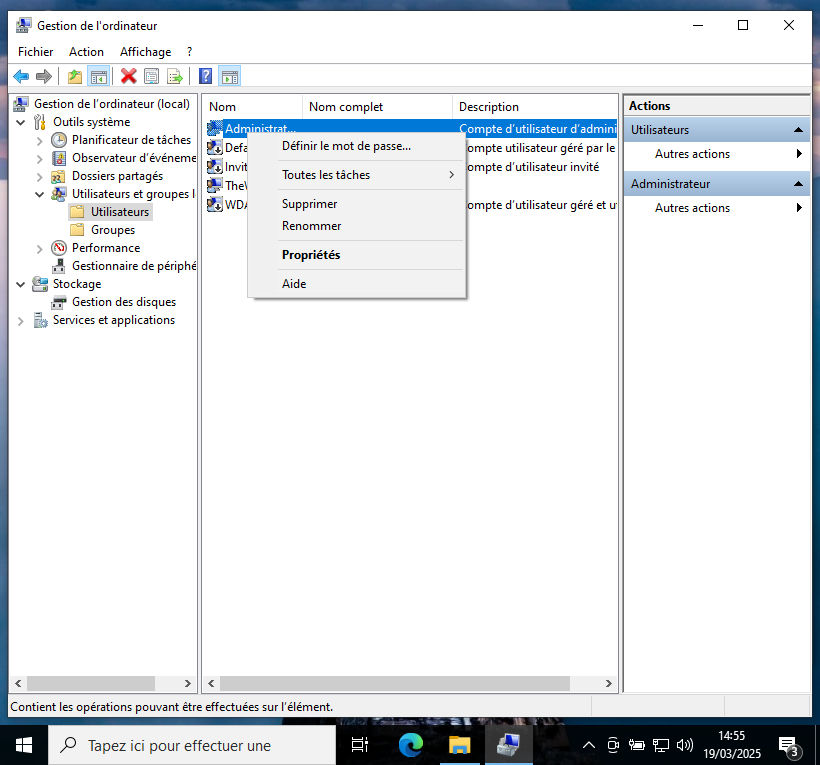 Gestion de l'ordinateur
Fichier Action Affichage ?
Gestion de l'ordinateur (local)
Outils système
Planificateur de tâches
Observateur d'événeme
Dossiers partagés
Utilisateurs et groupes l
Utilisateurs
Groupes
Performance
Gestionnaire de périphé
Stockage
Gestion des disques
Services et applications
Nom Nom complet Description
Administrat... Compte d'utilisateur d'admini
Defa ompte utilisateur géré par le
Invit ompte d'utilisateur invité
TheV
WDA ompte d'utilisateur géré et u
Définir le mot de passe...
Toutes les tâches
Supprimer
Renommer
Propriétés
Aide
Actions
Utilisateurs
Autres actions
Administrateur
Autres actions
Contient les opérations pouvant être effectuées sur l'élément.
Tapez ici pour effectuer une
14:55
19/03/2025
3